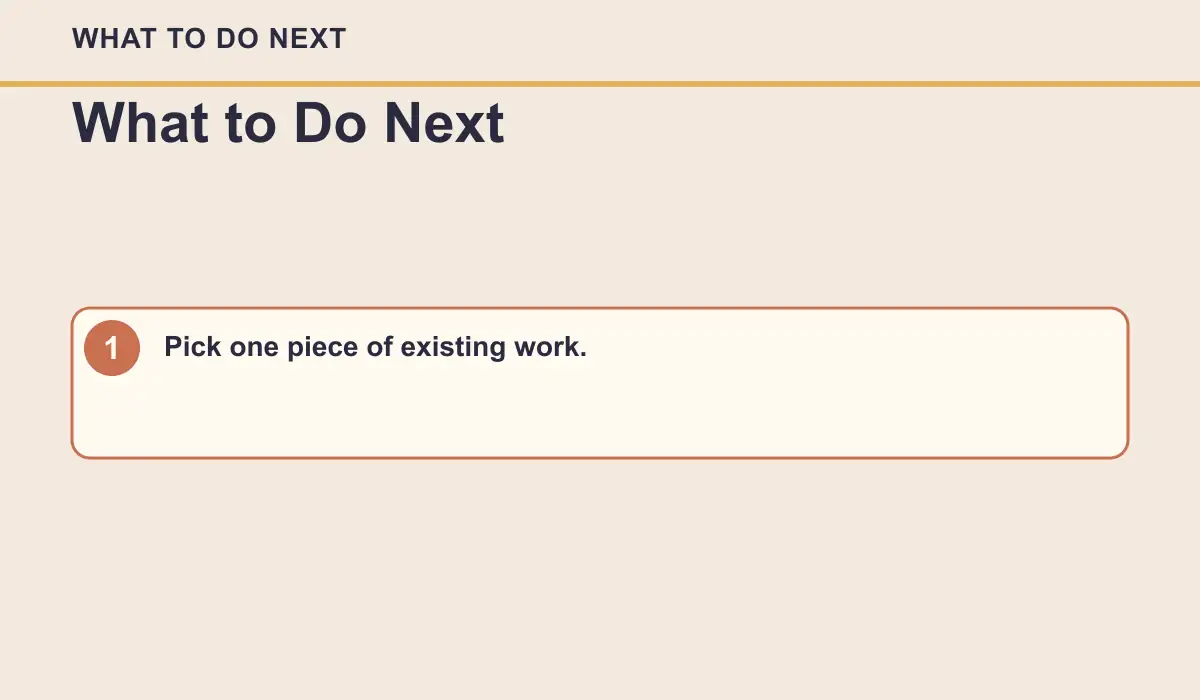 WHAT TO DO NEXT
What to Do Next
1 Pick one piece of existing work.